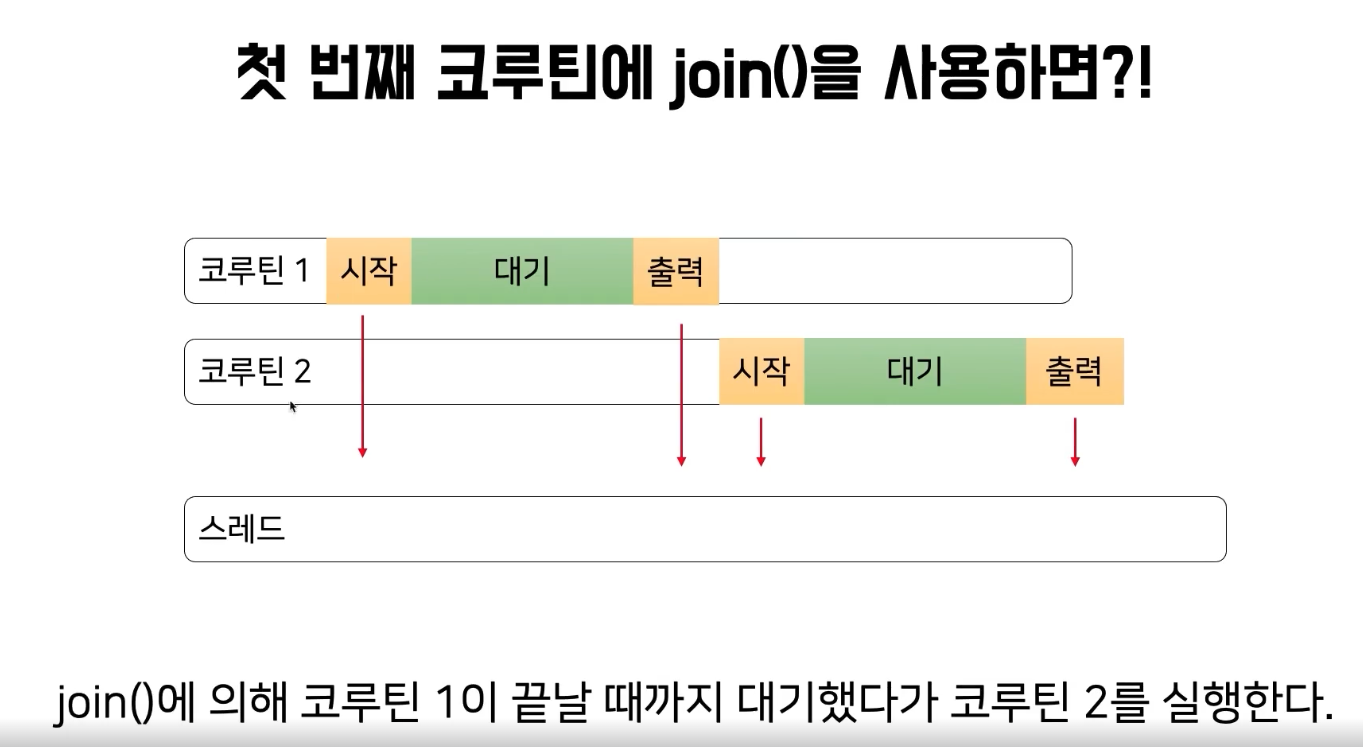 첫 번째 코루틴에 join()을 사용하면?!
코루틴 1 시작 대기 출력
코루틴 2 시작 대기 출력
스레드
join()에 의해 코루틴 1이 끝날 때까지 대기했다가 코루틴 2를 실행한다.